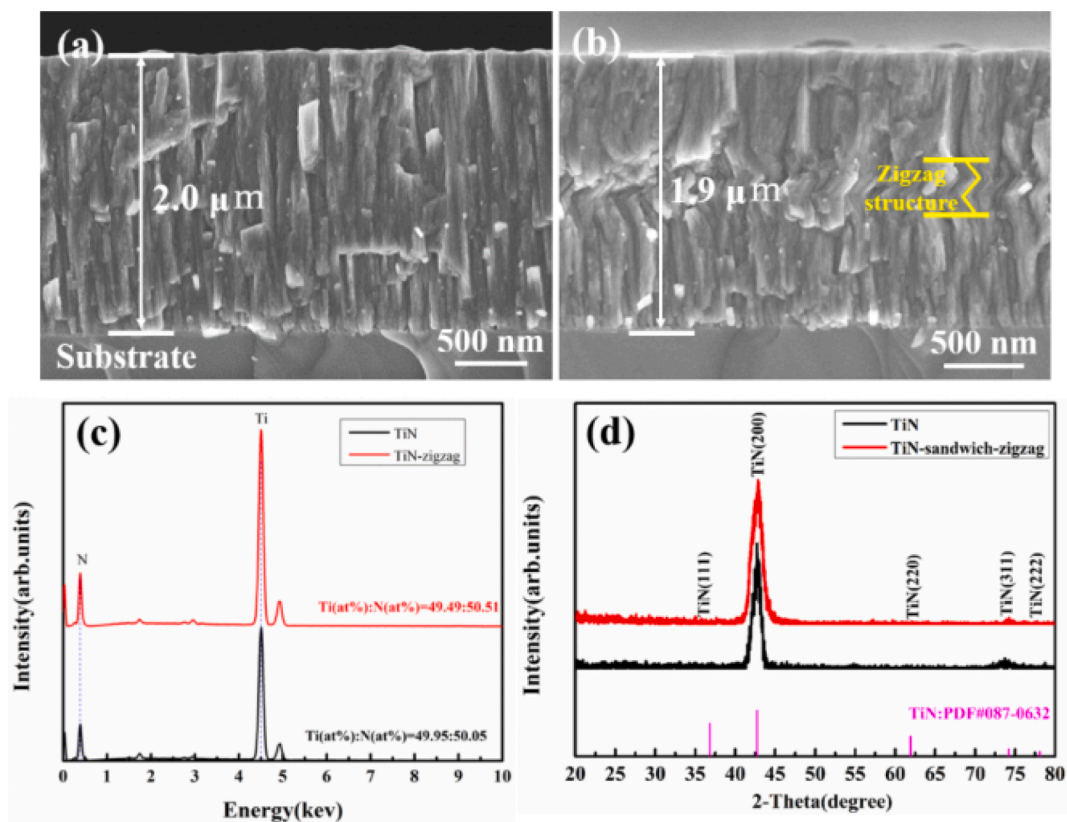 (a)
2.0 μm
Substrate
500 nm
(b)
1.9 μm
Zigzag
structure
500 nm
(c)
Ti
TiN
TiN-zigzag
N
Ti(at%):N(at%)=49.49:50.51
Ti(at%):N(at%)=49.95:50.05
Intensity(arb.units)
0 1 2 3 4 5 6 7 8 9 10
Energy(kev)
(d)
TiN
TiN-sandwich-zigzag
TiN(111)
TiN(200)
TiN(220)
TiN(311)
TiN(222)
TiN:PDF#087-0632
Intensity(arb.units)
20 25 30 35 40 45 50 55 60 65 70 75 80
2-Theta(degree)